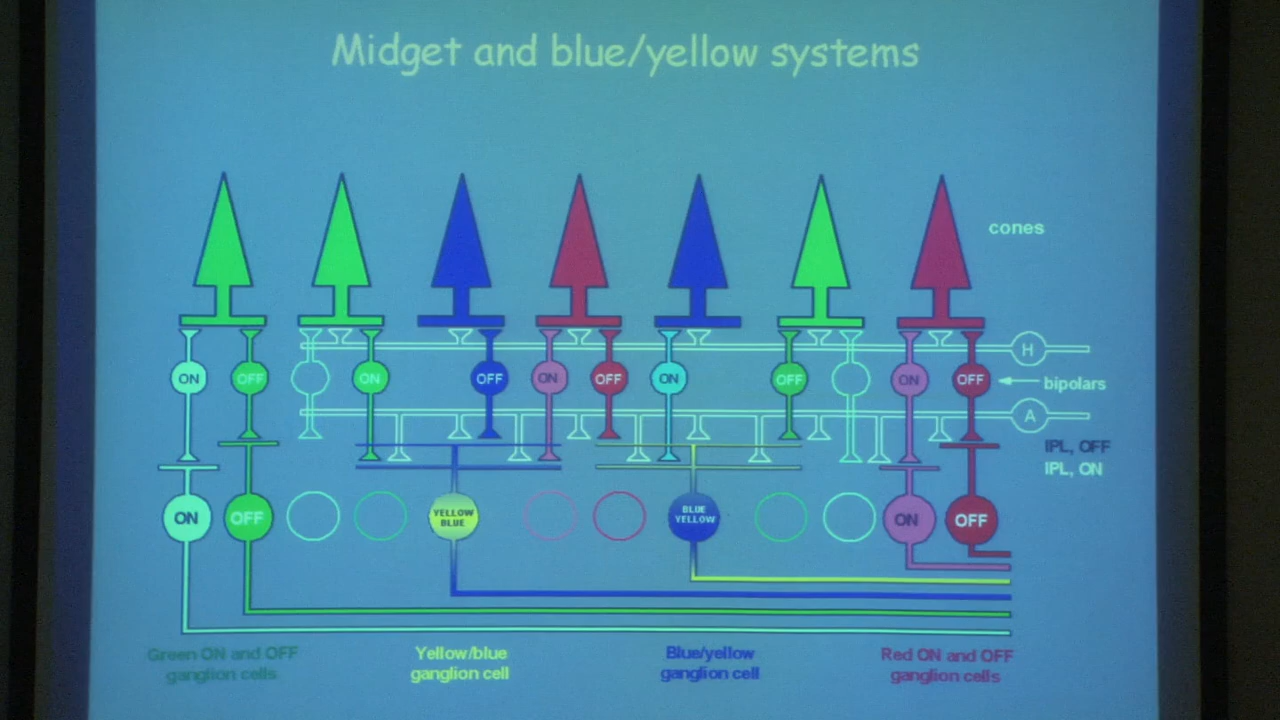 Midget and blue/yellow systems
cones
H
ON
OFF
ON
OFF
ON
OFF
ON
OFF
ON
OFF
bipolars
A
IPL, OFF
IPL, ON
ON
OFF
YELLOW
BLUE
BLUE
YELLOW
ON
OFF
Green ON and OFF
ganglion cells
Yellow/blue
ganglion cell
Blue/yellow
ganglion cell
Red ON and OFF
ganglion cells